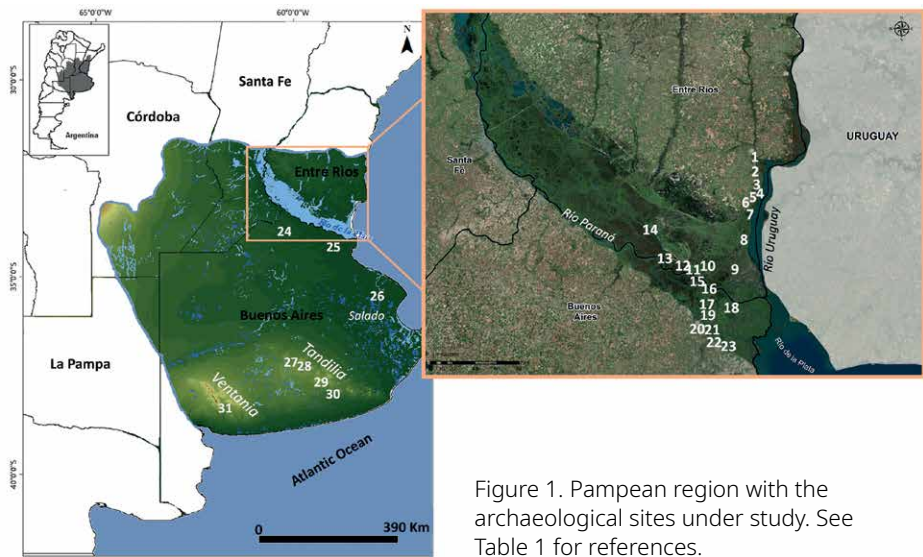 65°0'0"O
60°0'0"O
N
30°0'0"S
35°0'0"S
40°0'0"S
Argentina
Santa Fe
Córdoba
Entre Rios
24
25
26
Buenos Aires
Salado
La Pampa
Tandilia
27
28
29
30
Ventania
31
Atlantic Ocean
0
390 Km
Entre Rios
URUGUAY
Santa
Fé
Río Paraná
Río Uruguay
Buenos
Aires
Río de la Plata
1
2
3
4
5
6
7
8
9
10
11
12
13
14
15
16
17
18
19
20
21
22
23
Figure 1. Pampean region with the
archaeological sites under study. See
Table 1 for references.